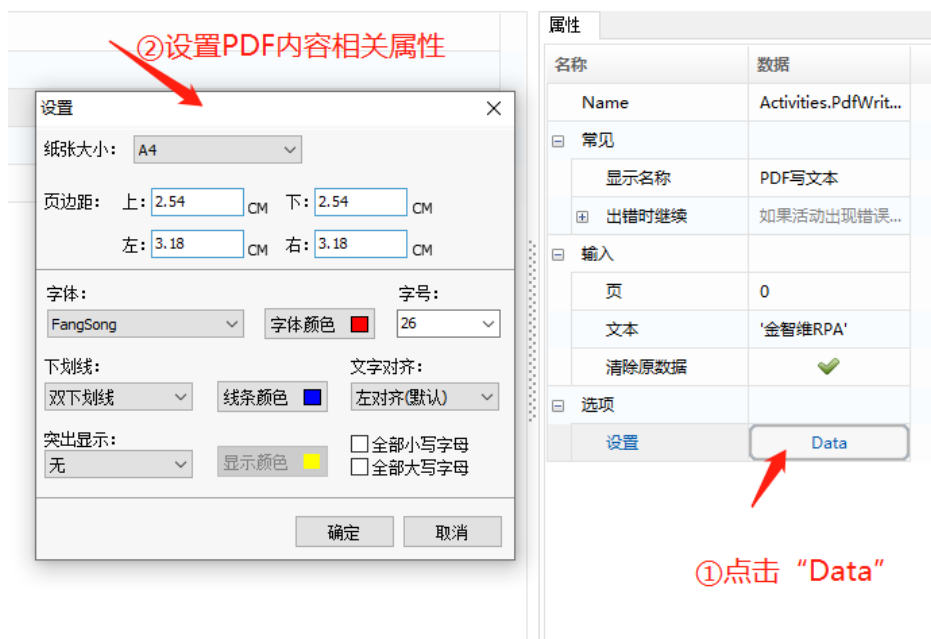 ②设置PDF内容相关属性
设置
纸张大小： A4
页边距： 上: 2.54 CM 下: 2.54 CM
左: 3.18 CM 右: 3.18 CM
字体: 字号:
FangSong 字体颜色 26
下划线: 文字对齐:
双下划线 线条颜色 左对齐(默认)
突出显示: 全部小写字母
无 显示颜色 全部大写字母
确定 取消
属性
名称 数据
Name Activities.PdfWrit...
常见
显示名称 PDF写文本
出错时继续 如果活动出现错误...
输入
页 0
文本 '金智维RPA'
清除原数据
选项
设置 Data
①点击“Data”